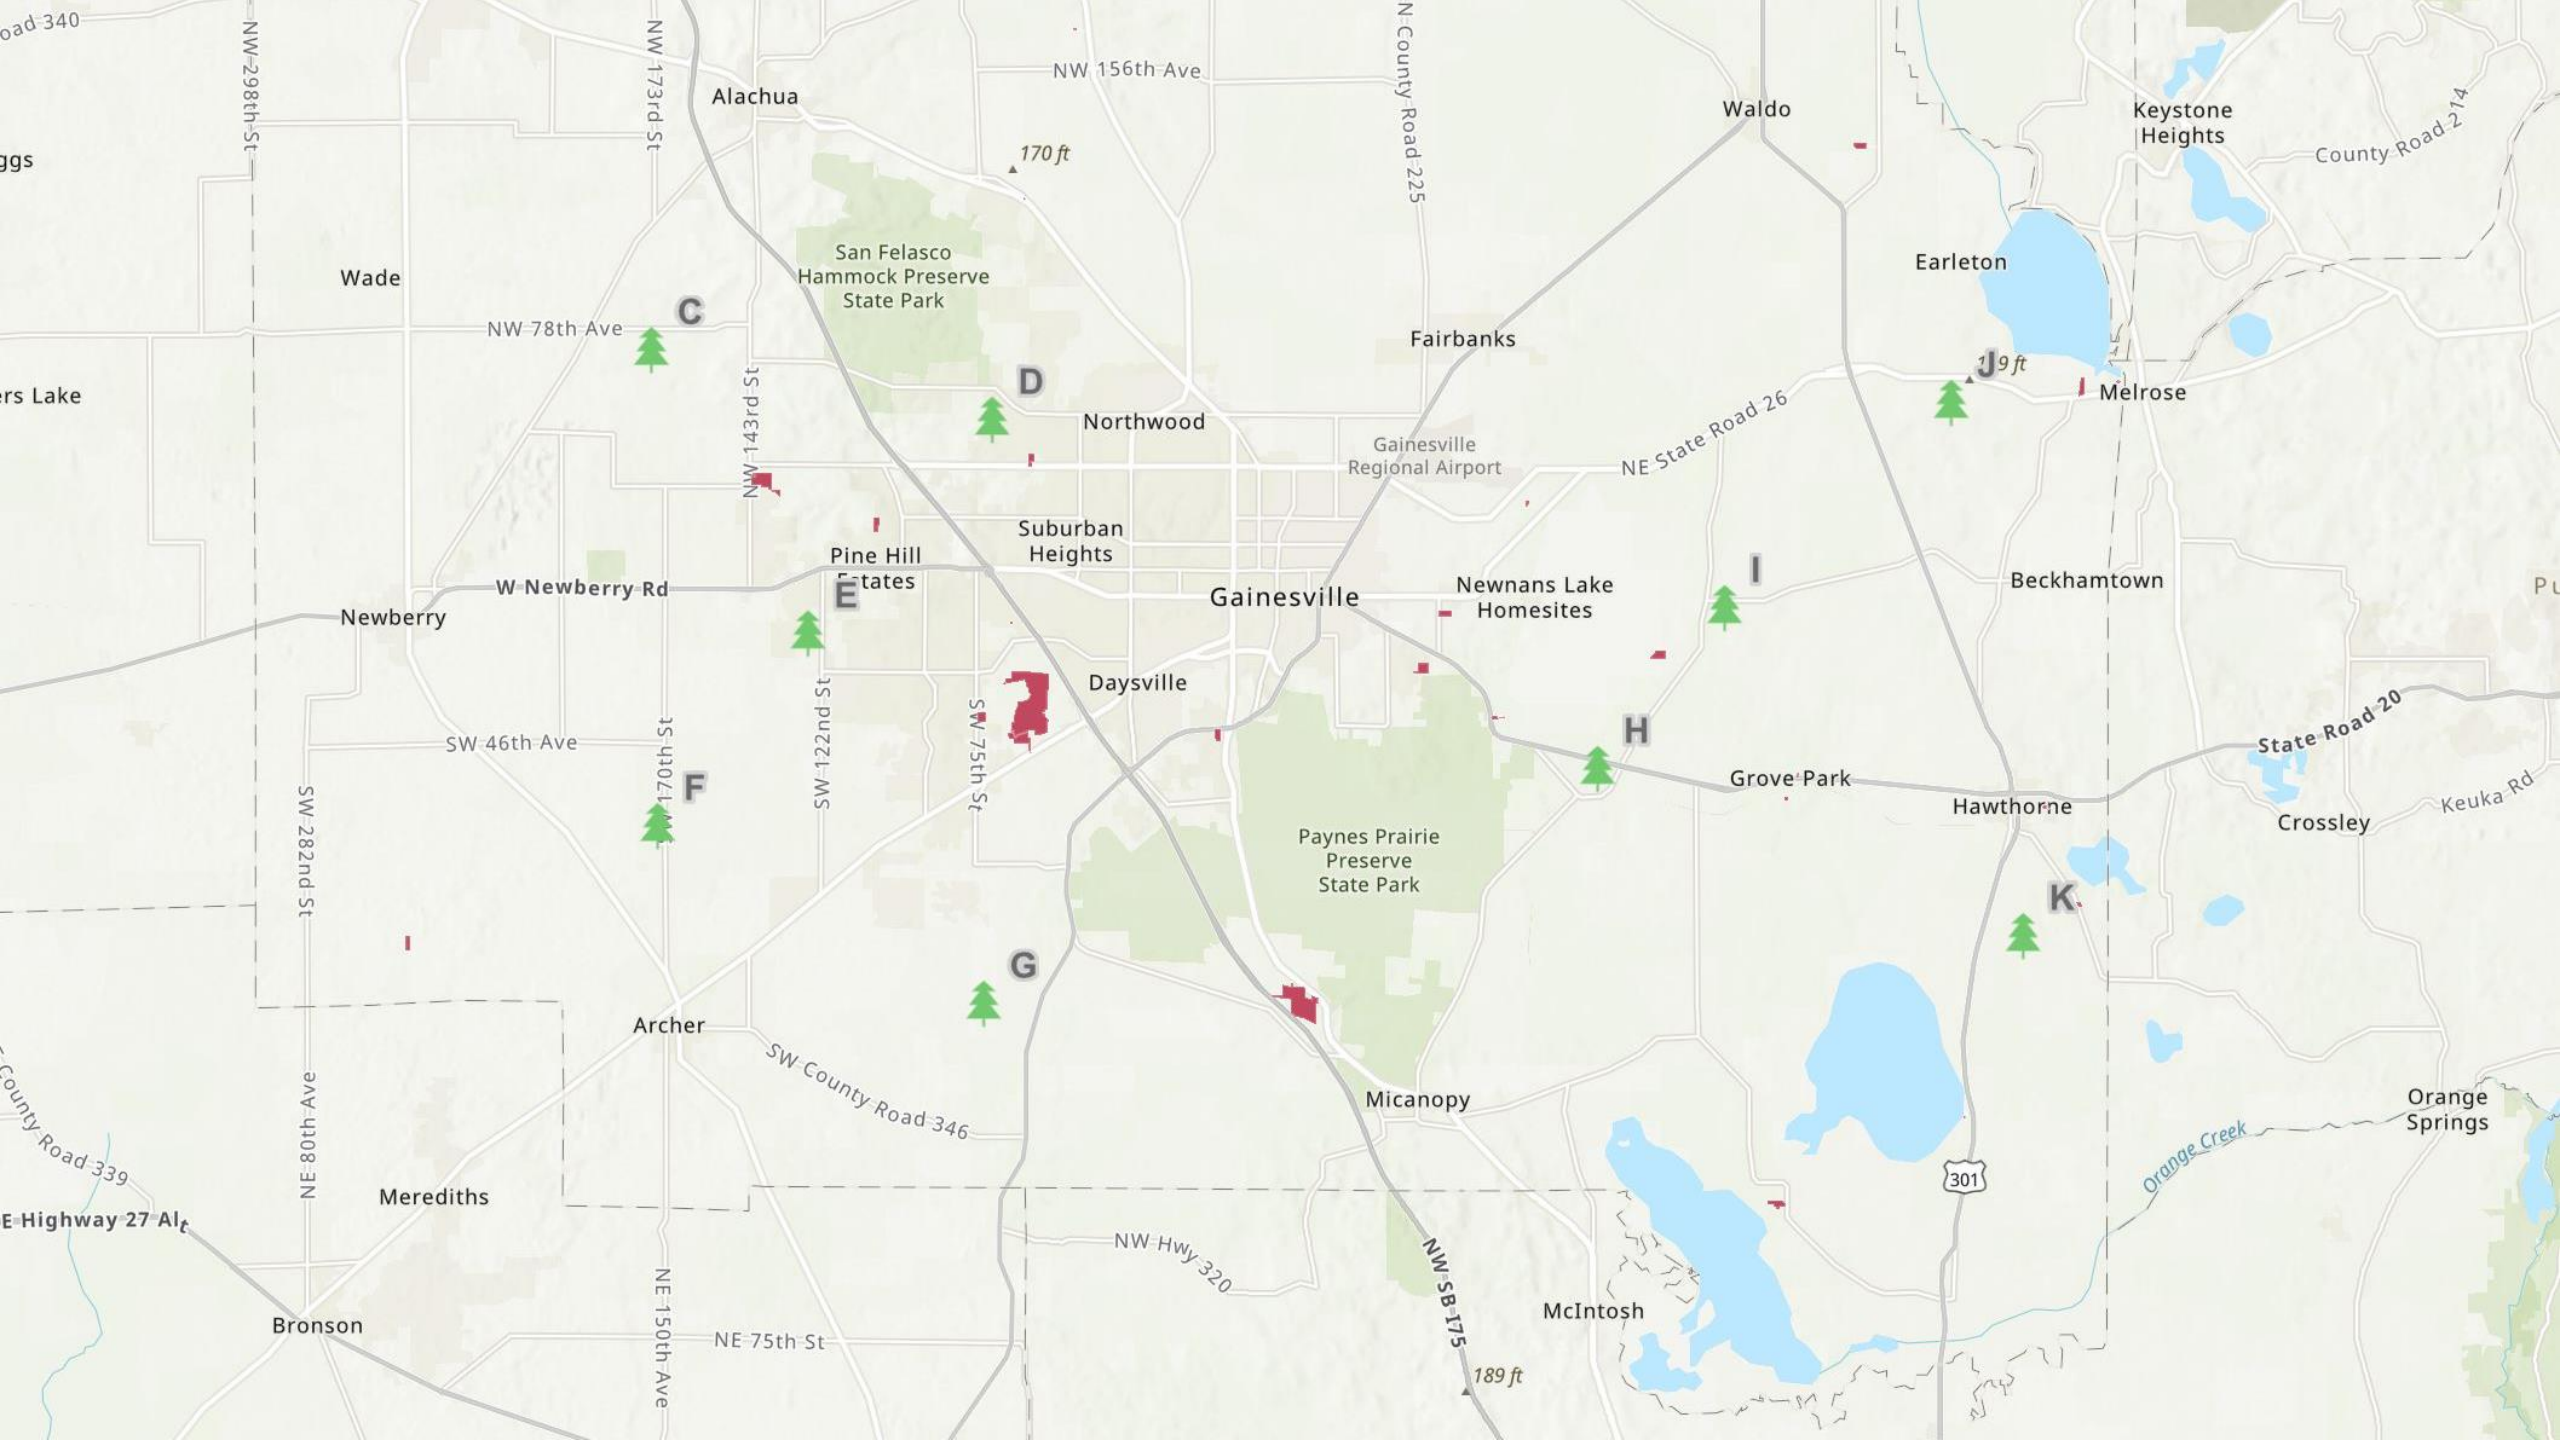 oad 340
NW 298th St
NW 173rd St
Alachua
NW 156th Ave
N County Road 225
Waldo
Keystone
Heights
County Road 214
ggs
170 ft
San Felasco
Hammock Preserve
State Park
Wade
Earleton
C
NW 78th Ave
Fairbanks
D
J
9 ft
ers Lake
NW 143rd St
Northwood
NE State Road 26
Melrose
Gainesville
Regional Airport
Suburban
Heights
Pine Hill
Estates
E
W Newberry Rd
Newberry
Gainesville
Newnans Lake
Homesites
I
Beckhamtown
Pu
Daysville
SW 122nd St
SW 75th St
SW 46th Ave
170th St
F
H
State Road 20
Grove Park
Hawthorne
Crossley
Keuka Rd
SW 282nd St
Paynes Prairie
Preserve
State Park
K
G
Archer
SW County Road 346
Micanopy
County Road 339
NE 80th Ave
Orange
Springs
Orange Creek
301
Merediths
E Highway 27 Alt
NW Hwy 320
NW SB I75
McIntosh
Bronson
NE 75th St
NE 150th Ave
189 ft